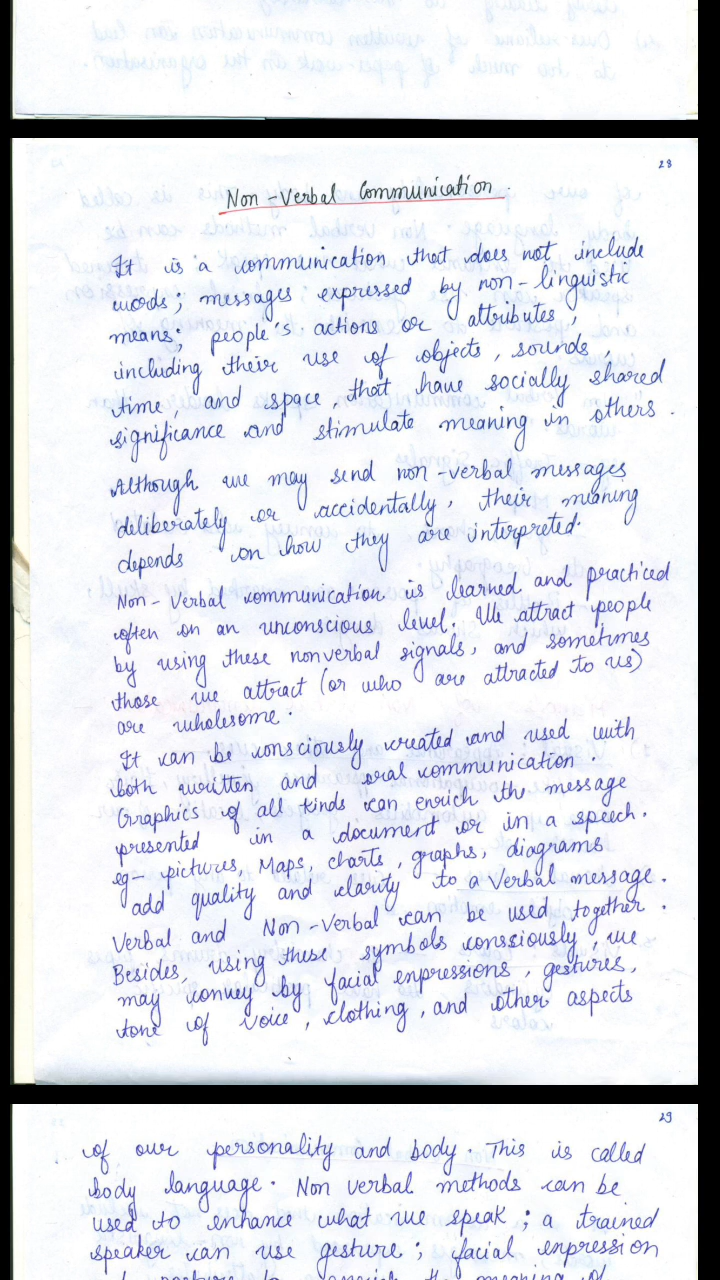 28
Non-Verbal Communication.
It is a communication that does not include
words; messages expressed by non-linguistic
means; people's actions or attributes,
including their use of objects, sounds,
time, and space, that have socially shared
significance and stimulate meaning in others.
Although we may send non-verbal messages
deliberately or accidentally, their meaning
depends on how they are interpreted.
Non-Verbal communication is learned and practiced
often on an unconscious level. We attract people
by using these nonverbal signals, and sometimes
those we attract (or who are attracted to us)
are wholesome.
It can be consciously created and used with
both written and oral communication.
Graphics of all kinds can enrich the message
presented in a document or in a speech.
eg- pictures, Maps, charts, graphs, diagrams
add quality and clarity to a Verbal message.
Verbal and Non-Verbal can be used together.
Besides, using these symbols conssiously, we
may convey by facial enpressions, gestures,
tone of voice, clothing, and other aspects
29
of our personality and body. This is called
body language. Non verbal methods can be
used to enhance what we speak; a trained
speaker can use gesture; facial enpression
the meaning of